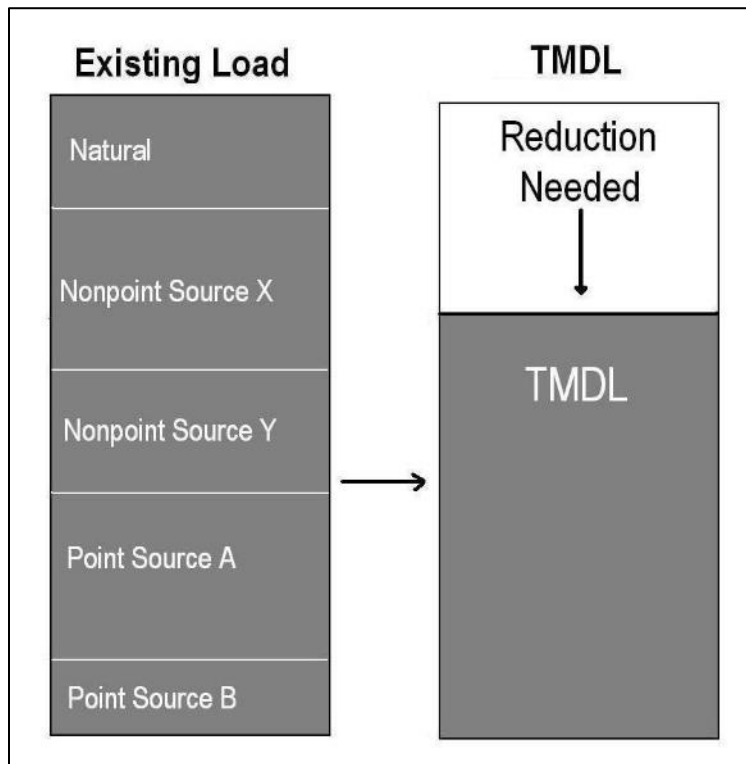 Existing Load
Natural
Nonpoint Source X
Nonpoint Source Y
Point Source A
Point Source B
TMDL
Reduction
Needed
TMDL